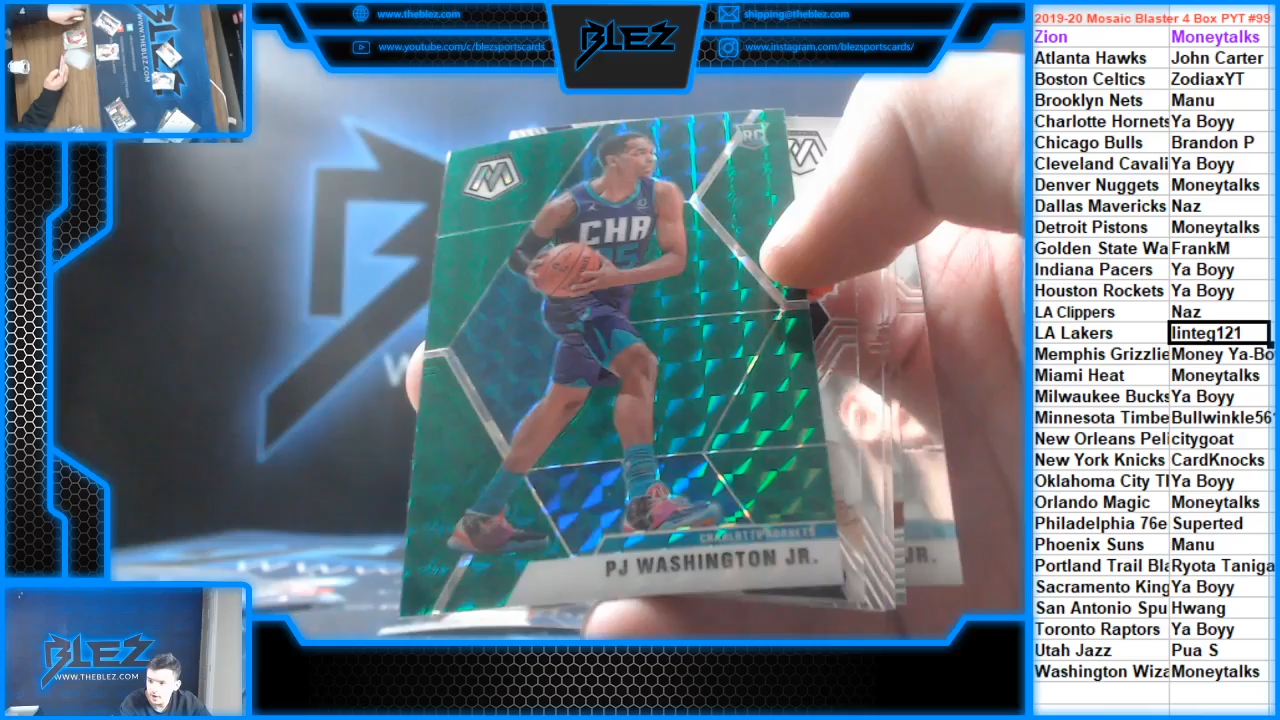 www.theblez.com
shipping@theblez.com
www.youtube.com/c/blezsportscards
www.instagram.com/blezsportscards/
BLEZ
2019-20 Mosaic Blaster 4 Box PYT #99
Zion Moneytalks
Atlanta Hawks John Carter
Boston Celtics ZodiaxYT
Brooklyn Nets Manu
Charlotte Hornets Ya Boyy
Chicago Bulls Brandon P
Cleveland Cavali Ya Boyy
Denver Nuggets Moneytalks
Dallas Mavericks Naz
Detroit Pistons Moneytalks
Golden State Wa FrankM
Indiana Pacers Ya Boyy
Houston Rockets Ya Boyy
LA Clippers Naz
LA Lakers linteg121
Memphis Grizzlie Money Ya-Bo
Miami Heat Moneytalks
Milwaukee Bucks Ya Boyy
Minnesota Timbe Bullwinkle56
New Orleans Peli citygoat
New York Knicks CardKnocks
Oklahoma City Tl Ya Boyy
Orlando Magic Moneytalks
Philadelphia 76e Superted
Phoenix Suns Manu
Portland Trail Bla Ryota Taniga
Sacramento King Ya Boyy
San Antonio Spu Hwang
Toronto Raptors Ya Boyy
Utah Jazz Pua S
Washington Wiza Moneytalks
M
RC
CHA
25
CHARLOTTE HORNETS
PJ WASHINGTON JR.
JR.
W
BLEZ
WWW.THEBLEZ.COM
WWW.THEBLEZ.COM